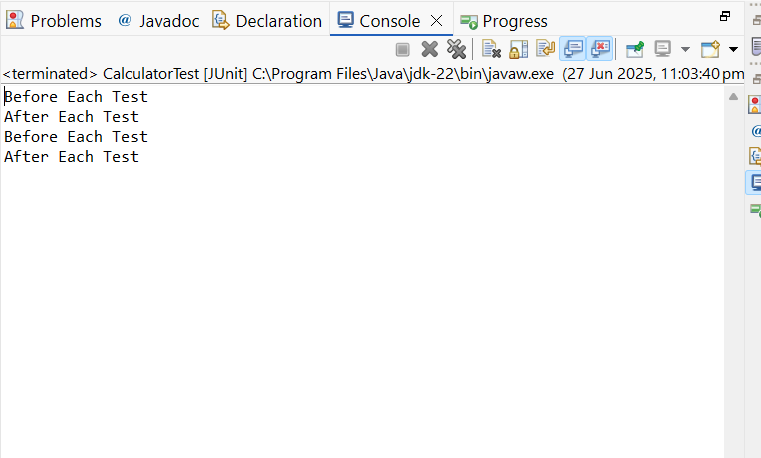 Problems @ Javadoc Declaration Console Progress
<terminated> CalculatorTest [JUnit] C:\Program Files\Java\jdk-22\bin\javaw.exe (27 Jun 2025, 11:03:40 pm
Before Each Test
After Each Test
Before Each Test
After Each Test